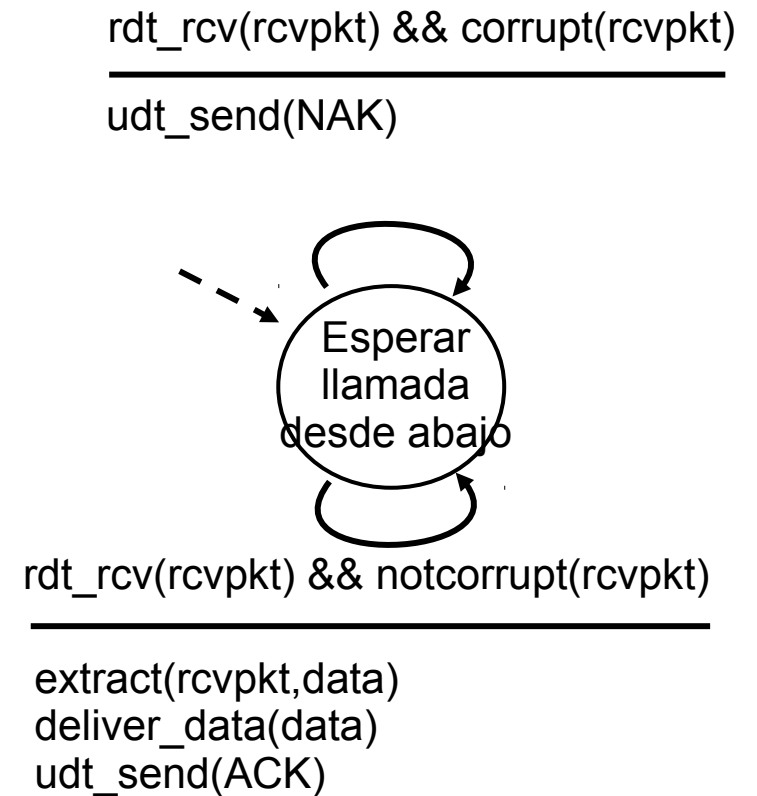 rdt_rcv(rcvpkt) && corrupt(rcvpkt)
udt_send(NAK)
Esperar
llamada
desde abajo
rdt_rcv(rcvpkt) && notcorrupt(rcvpkt)
extract(rcvpkt,data)
deliver_data(data)
udt_send(ACK)